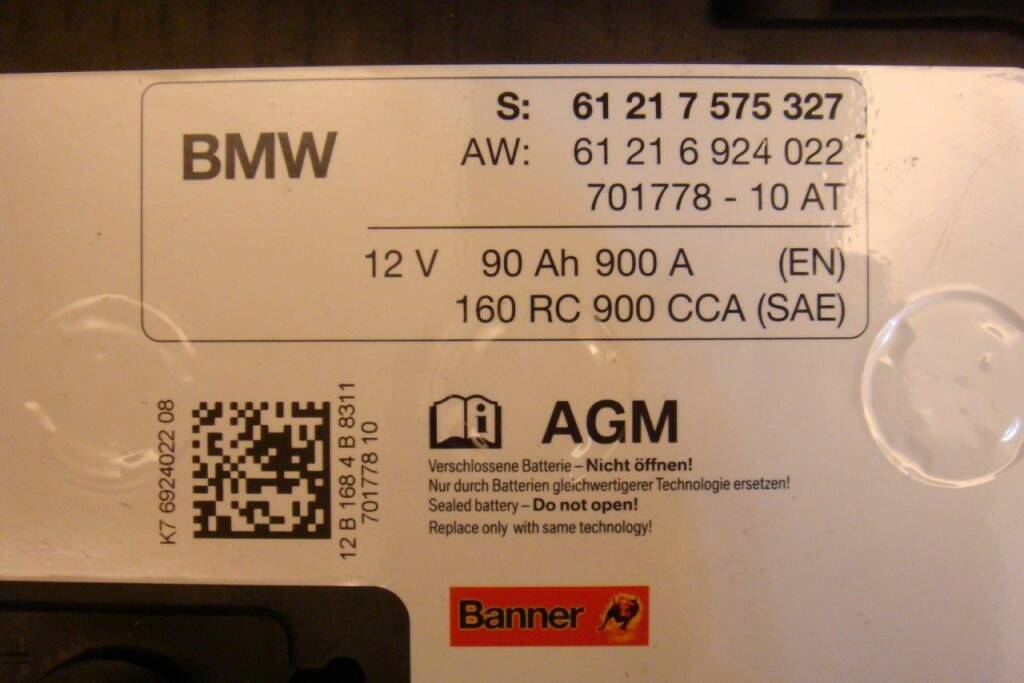 BMW
S: 61 21 7 575 327
AW: 61 21 6 924 022
701778 - 10 AT
12 V 90 Ah 900 A (EN)
160 RC 900 CCA (SAE)
K7 6924022 08
12 B 168 4 B 8311
701778 10
AGM
Verschlossene Batterie – Nicht öffnen!
Nur durch Batterien gleichwertigerer Technologie ersetzen!
Sealed battery – Do not open!
Replace only with same technology!
Banner